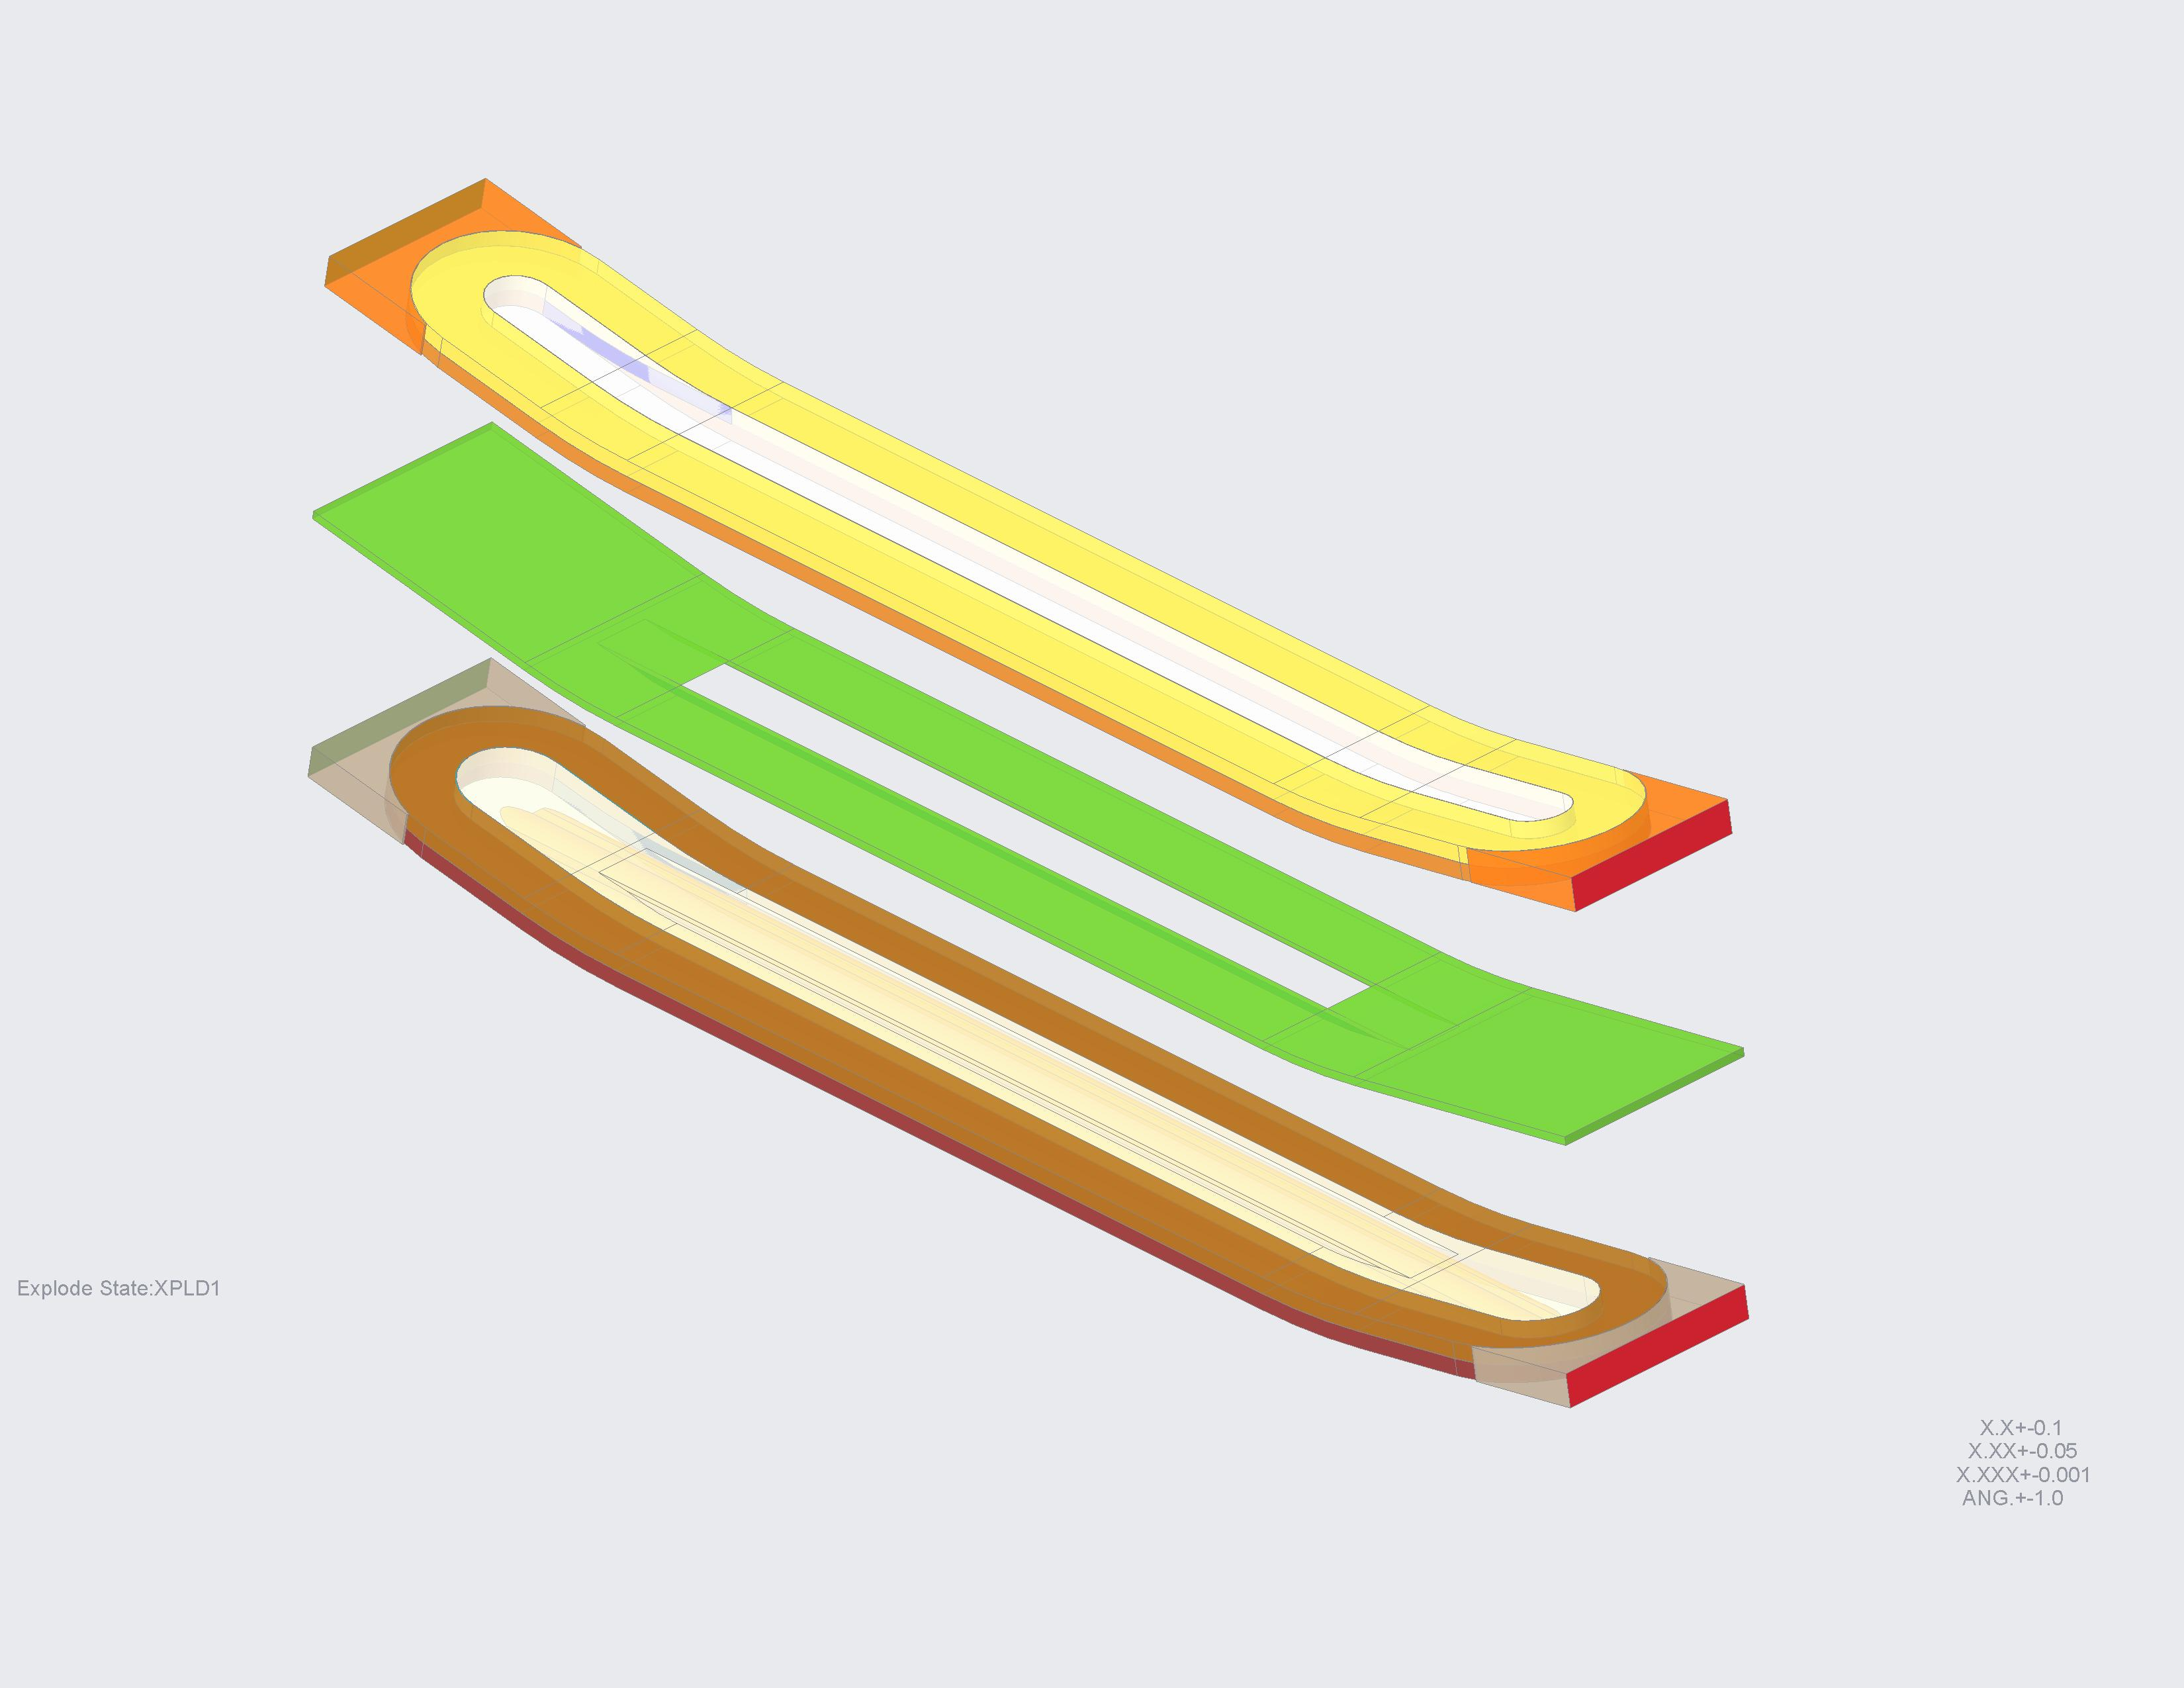 Explode State:XPLD1
X.X+-0.1
X.XX+-0.05
X.XXX+-0.001
ANG.+-1.0